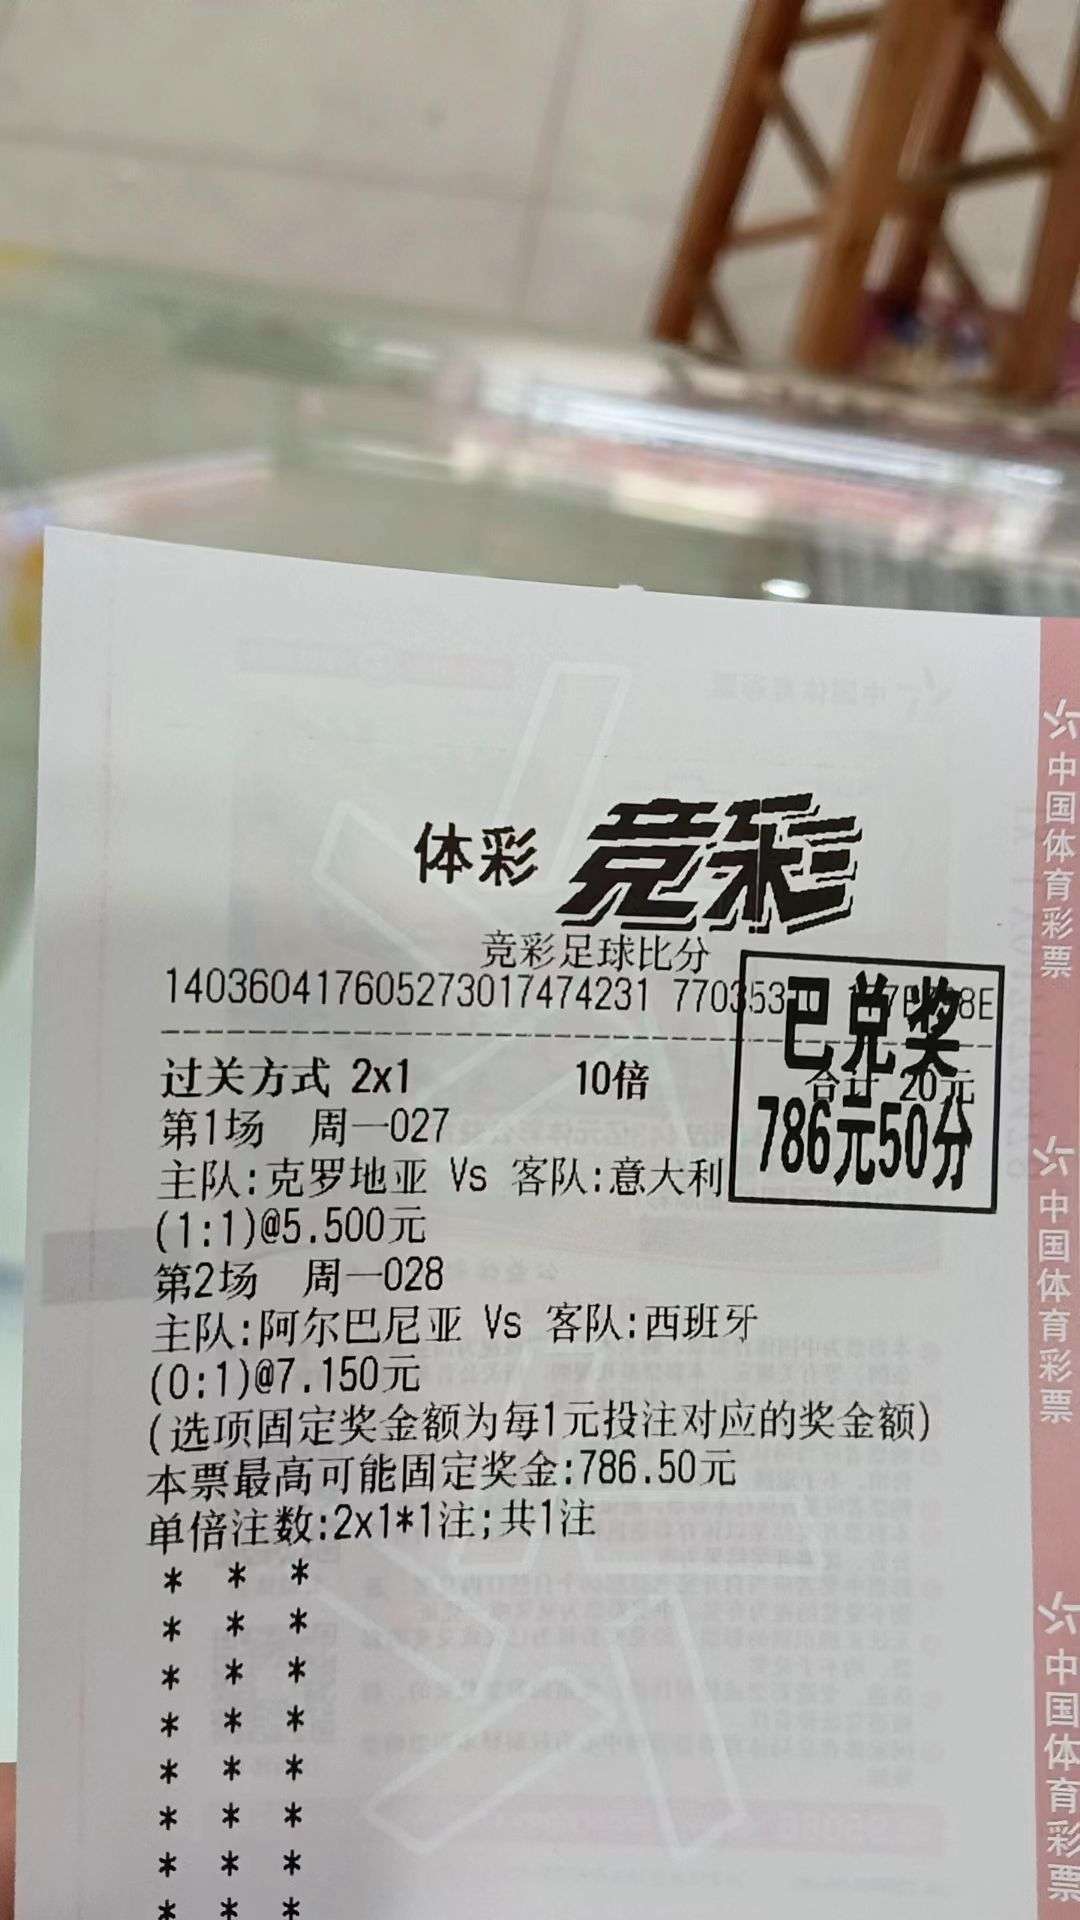 体彩 竞彩
竞彩足球比分
140360417605273017474231
已兑奖
786元50分
过关方式 2x1 10倍 合计 20元
第1场 周一027
主队:克罗地亚 Vs 客队:意大利
(1:1)@5.500元
第2场 周一028
主队:阿尔巴尼亚 Vs 客队:西班牙
(0:1)@7.150元
(选项固定奖金额为每1元投注对应的奖金额)
本票最高可能固定奖金:786.50元
单倍注数:2x1*1注;共1注
* * *
* * *
* * *
* * *
* * *
* * *
* * *
* * *
中国体育彩票
中国体育彩票
中国体育彩票